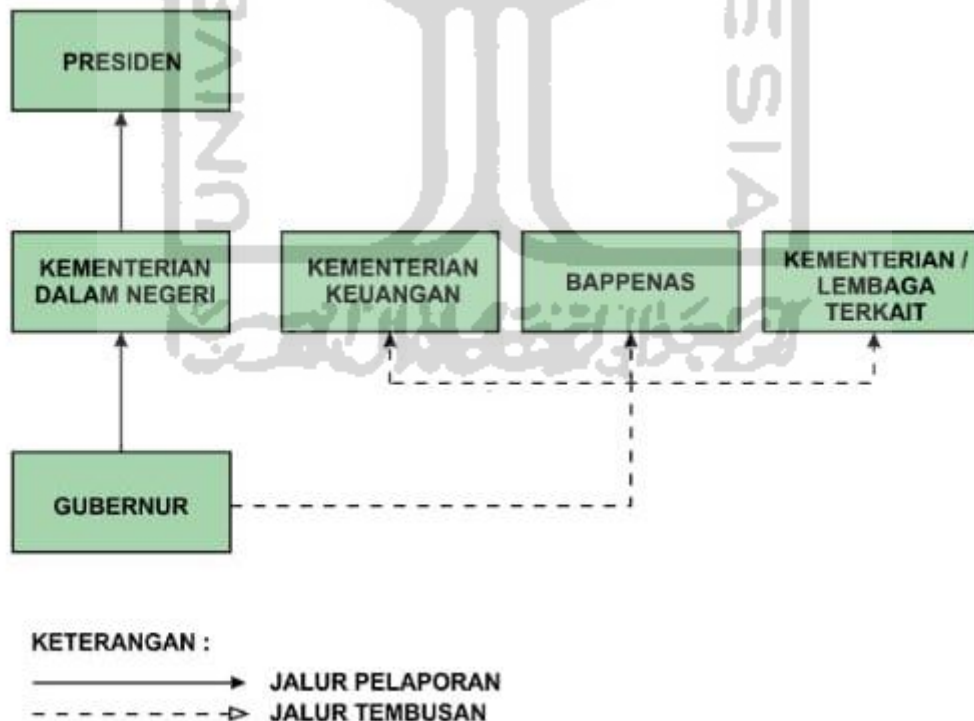 PRESIDEN
KEMENTERIAN
DALAM NEGERI
KEMENTERIAN
KEUANGAN
BAPPENAS
KEMENTERIAN /
LEMBAGA
TERKAIT
GUBERNUR
KETERANGAN :
JALUR PELAPORAN
JALUR TEMBUSAN